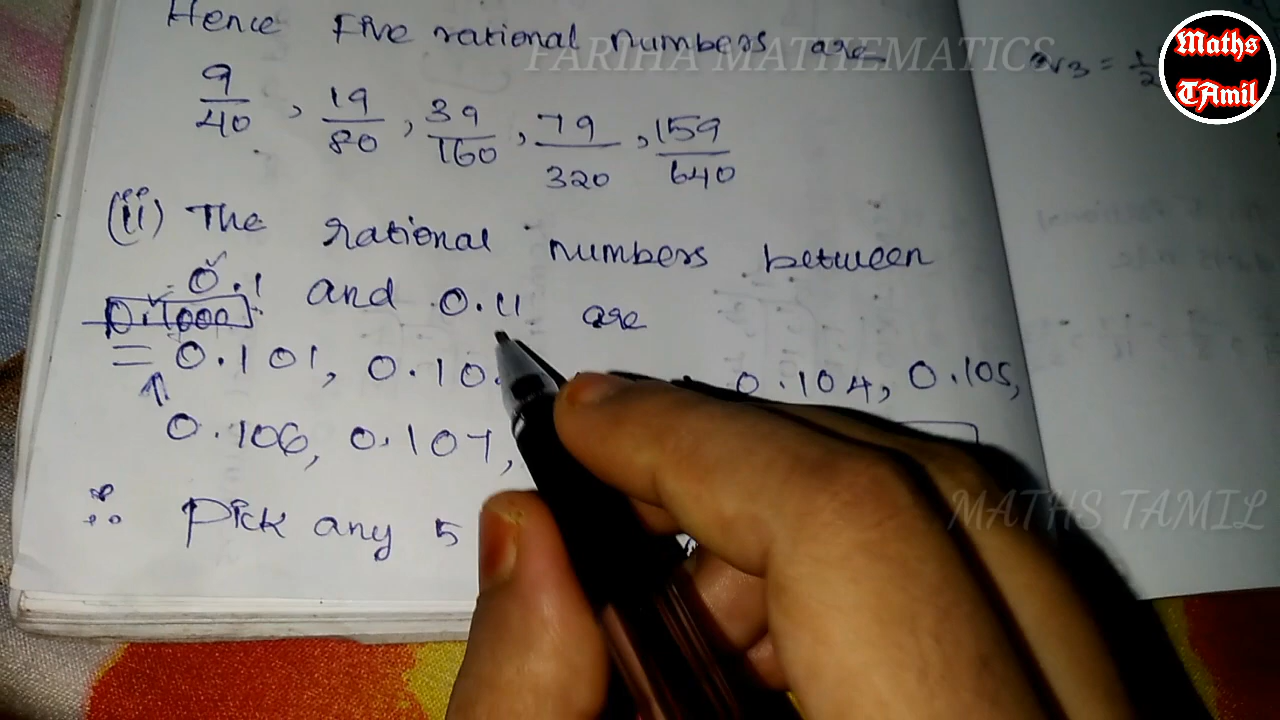 Hence Five rational numbers are
FARIHA MATHEMATICS
Maths
TAmil
9/40, 19/80, 39/160, 79/320, 159/640
(ii) The rational numbers between
0.1 and 0.11 are
0.1000
= 0.101, 0.10 0.104, 0.105,
0.106, 0.107,
∴ Pick any 5
MATHS TAMIL